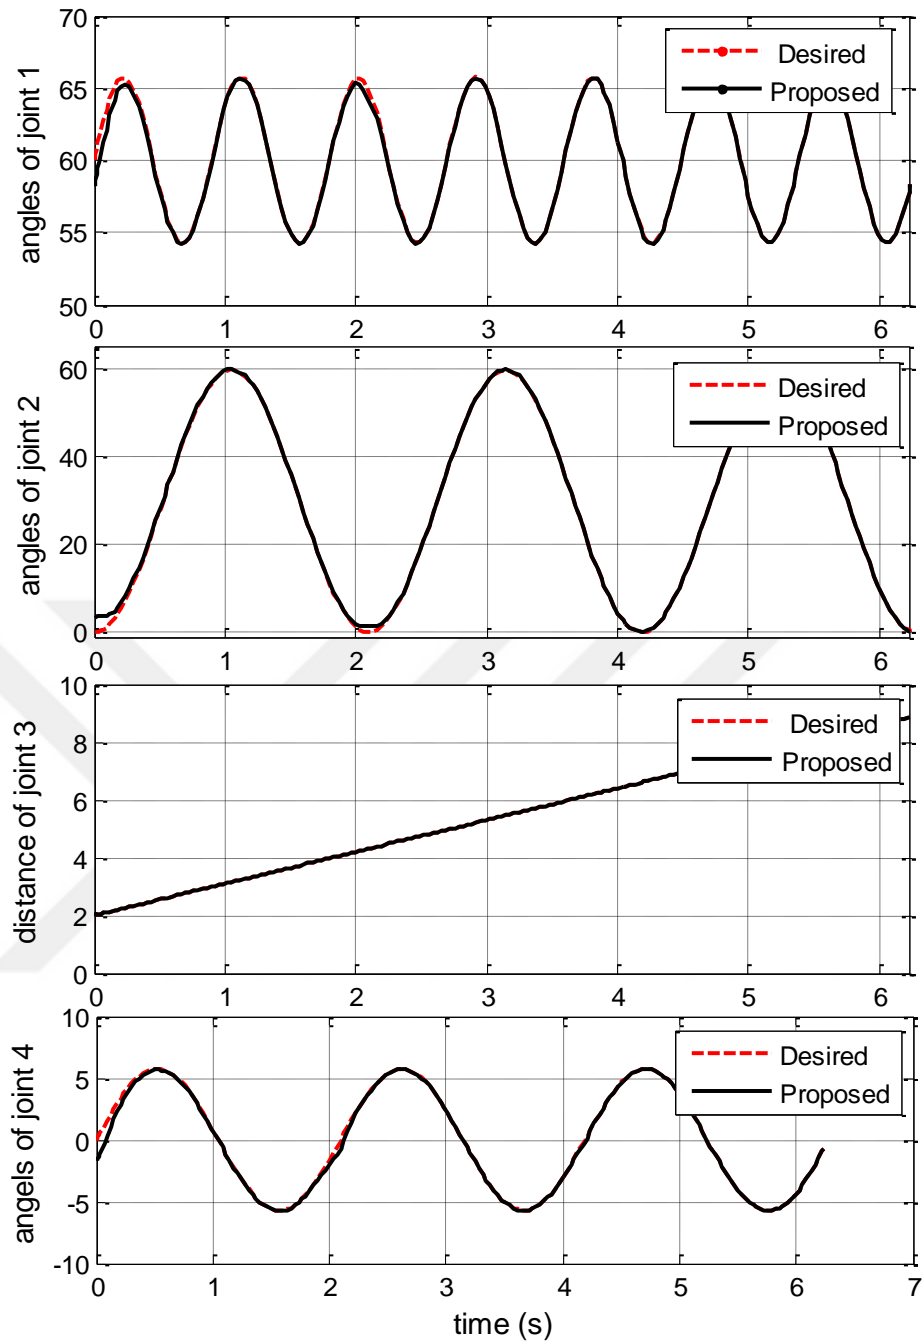 70
65
60
55
50
angles of joint 1
Desired
Proposed
0 1 2 3 4 5 6
60
40
20
0
angles of joint 2
Desired
Proposed
0 1 2 3 4 5 6
10
8
6
4
2
0
distance of joint 3
Desired
Proposed
0 1 2 3 4 5 6
10
5
0
-5
-10
angels of joint 4
Desired
Proposed
0 1 2 3 4 5 6 7
time (s)